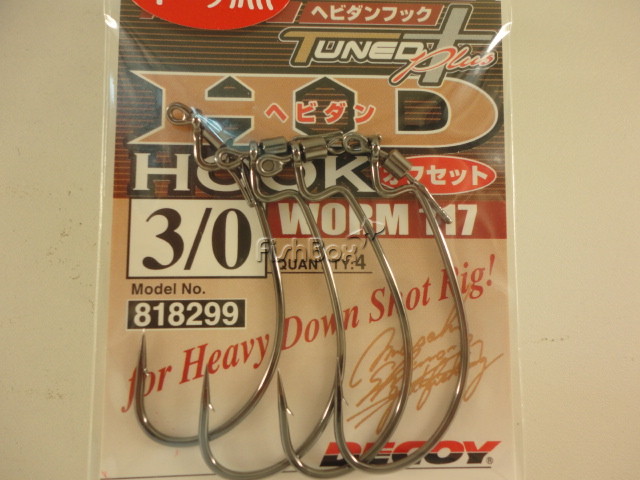 ヘビダンフック
TUNED
Plus
HD
ヘビダン
HOOK
オフセット
3/0
WORM 117
FishBox
QUANTITY:4
Model No.
818299
for Heavy Down Shot Rig!
DECOY®